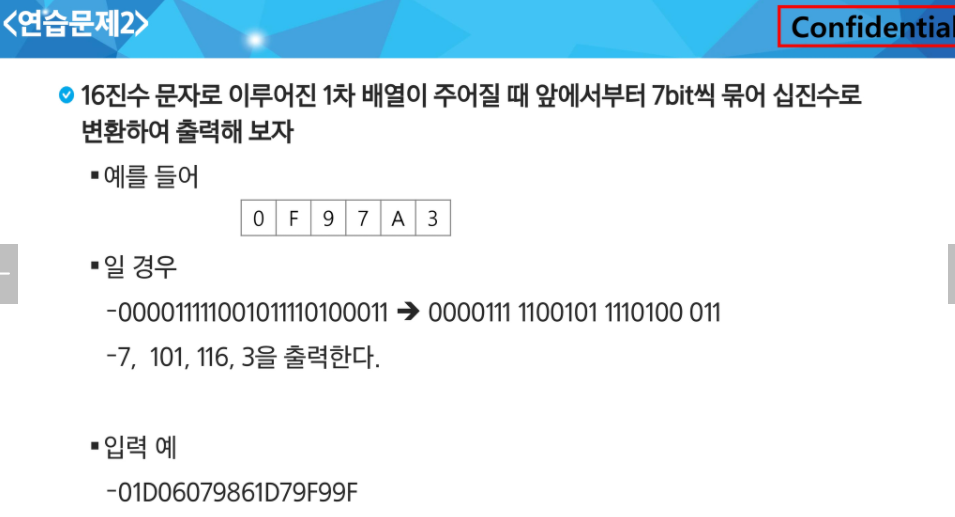 <연습문제2>
Confidential
16진수 문자로 이루어진 1차 배열이 주어질 때 앞에서부터 7bit씩 묶어 십진수로
변환하여 출력해 보자
▪예를 들어
0 F 9 7 A 3
▪일 경우
-000011111001011110100011 ➔ 0000111 1100101 1110100 011
-7, 101, 116, 3을 출력한다.
▪입력 예
-01D06079861D79F99F